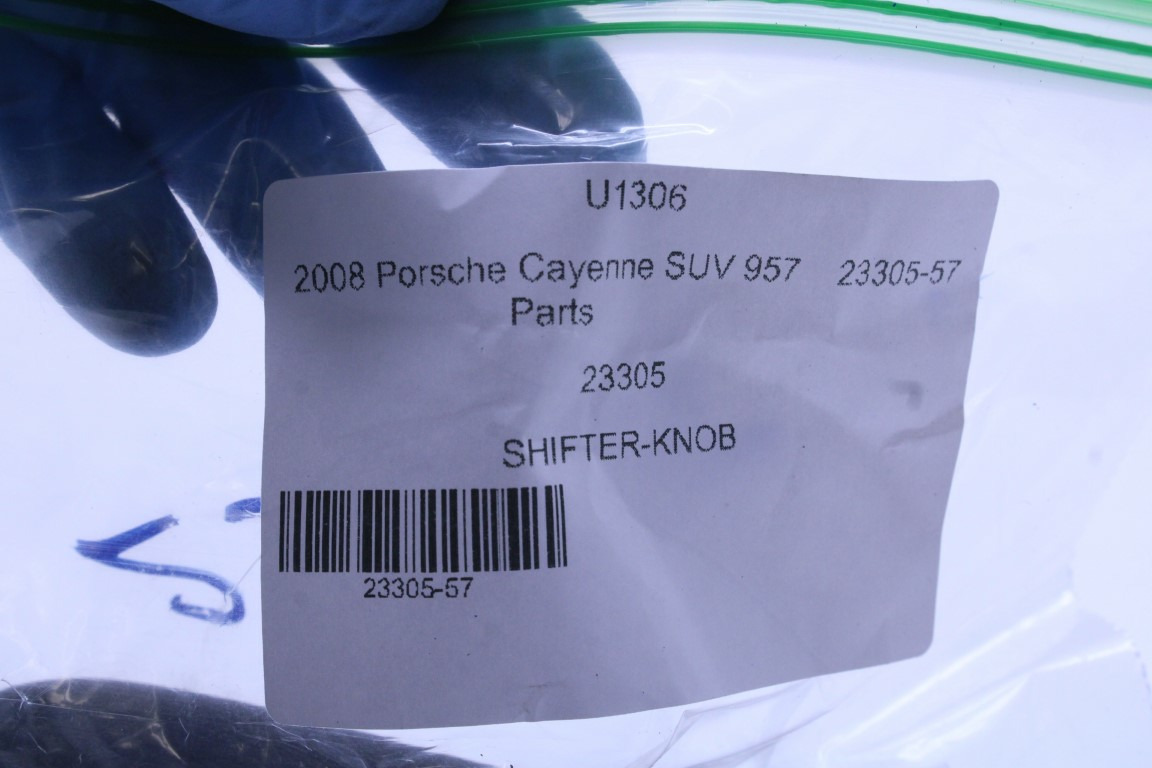 U1306
2008 Porsche Cayenne SUV 957 23305-57
Parts
23305
SHIFTER-KNOB
23305-57